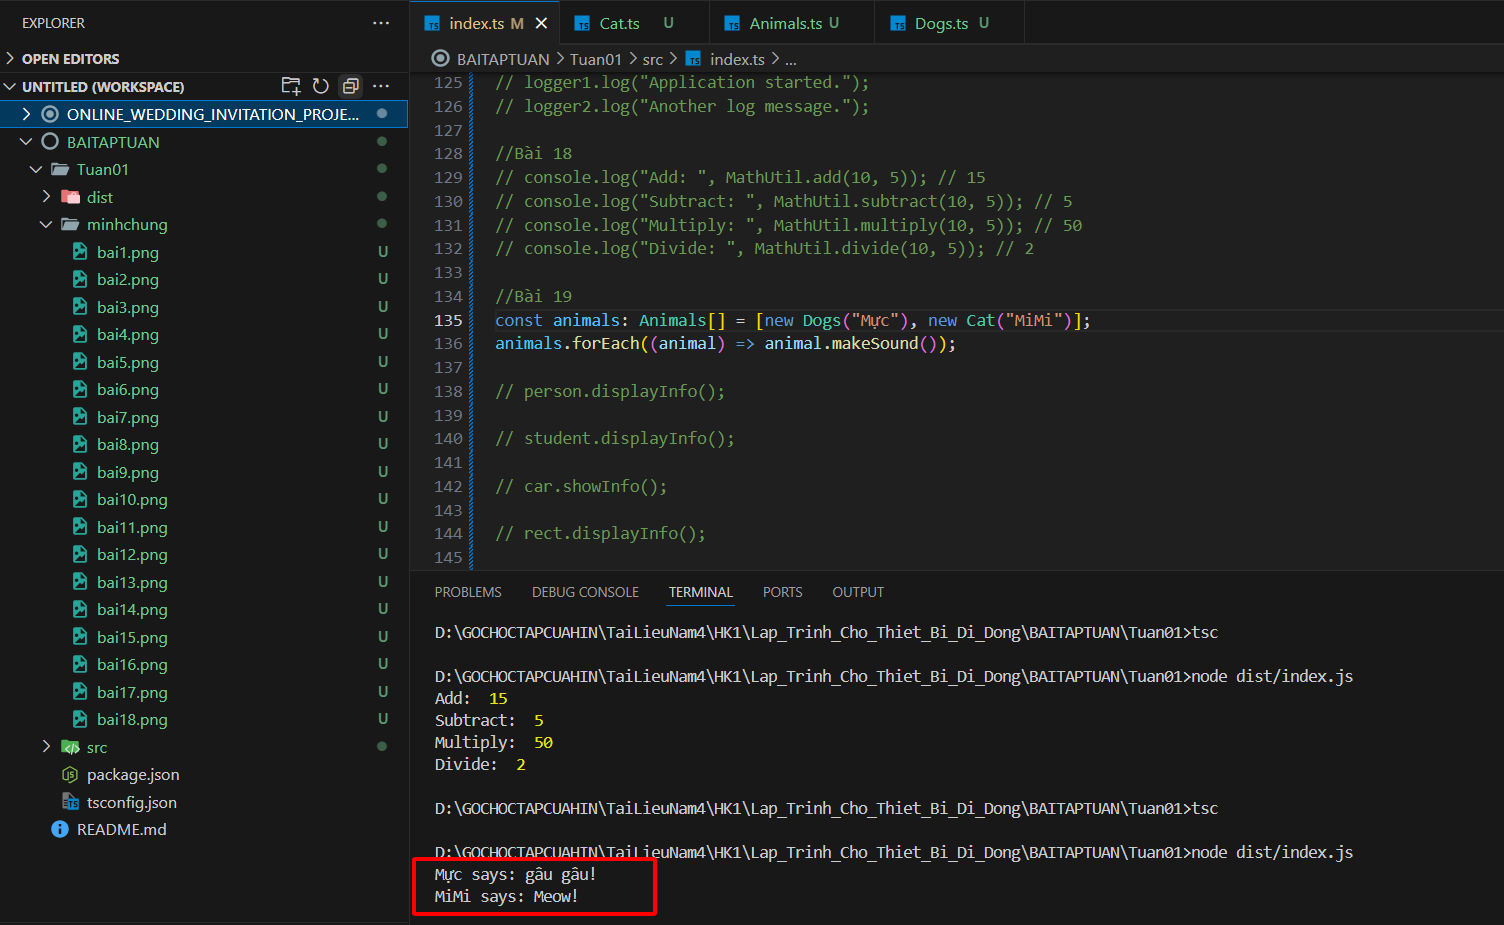 EXPLORER
OPEN EDITORS
UNTITLED (WORKSPACE)
ONLINE_WEDDING_INVITATION_PROJE...
BAITAPTUAN
Tuan01
dist
minhchung
bai1.png U
bai2.png U
bai3.png U
bai4.png U
bai5.png U
bai6.png U
bai7.png U
bai8.png U
bai9.png U
bai10.png U
bai11.png U
bai12.png U
bai13.png U
bai14.png U
bai15.png U
bai16.png U
bai17.png U
bai18.png U
src
package.json
tsconfig.json
README.md
TS index.ts M TS Cat.ts U TS Animals.ts U TS Dogs.ts U
BAITAPTUAN > Tuan01 > src > TS index.ts > ...
125 // logger1.log("Application started.");
126 // logger2.log("Another log message.");
127
128 //Bài 18
129 // console.log("Add: ", MathUtil.add(10, 5)); // 15
130 // console.log("Subtract: ", MathUtil.subtract(10, 5)); // 5
131 // console.log("Multiply: ", MathUtil.multiply(10, 5)); // 50
132 // console.log("Divide: ", MathUtil.divide(10, 5)); // 2
133
134 //Bài 19
135 const animals: Animals[] = [new Dogs("Mực"), new Cat("MiMi")];
136 animals.forEach((animal) => animal.makeSound());
137
138 // person.displayInfo();
139
140 // student.displayInfo();
141
142 // car.showInfo();
143
144 // rect.displayInfo();
145
PROBLEMS DEBUG CONSOLE TERMINAL PORTS OUTPUT
D:\GOCHOCTAPCUAHIN\TaiLieuNam4\HK1\Lap_Trinh_Cho_Thiet_Bi_Di_Dong\BAITAPTUAN\Tuan01>tsc
D:\GOCHOCTAPCUAHIN\TaiLieuNam4\HK1\Lap_Trinh_Cho_Thiet_Bi_Di_Dong\BAITAPTUAN\Tuan01>node dist/index.js
Add:  15
Subtract:  5
Multiply:  50
Divide:  2
D:\GOCHOCTAPCUAHIN\TaiLieuNam4\HK1\Lap_Trinh_Cho_Thiet_Bi_Di_Dong\BAITAPTUAN\Tuan01>tsc
D:\GOCHOCTAPCUAHIN\TaiLieuNam4\HK1\Lap_Trinh_Cho_Thiet_Bi_Di_Dong\BAITAPTUAN\Tuan01>node dist/index.js
Mực says: gâu gâu!
MiMi says: Meow!